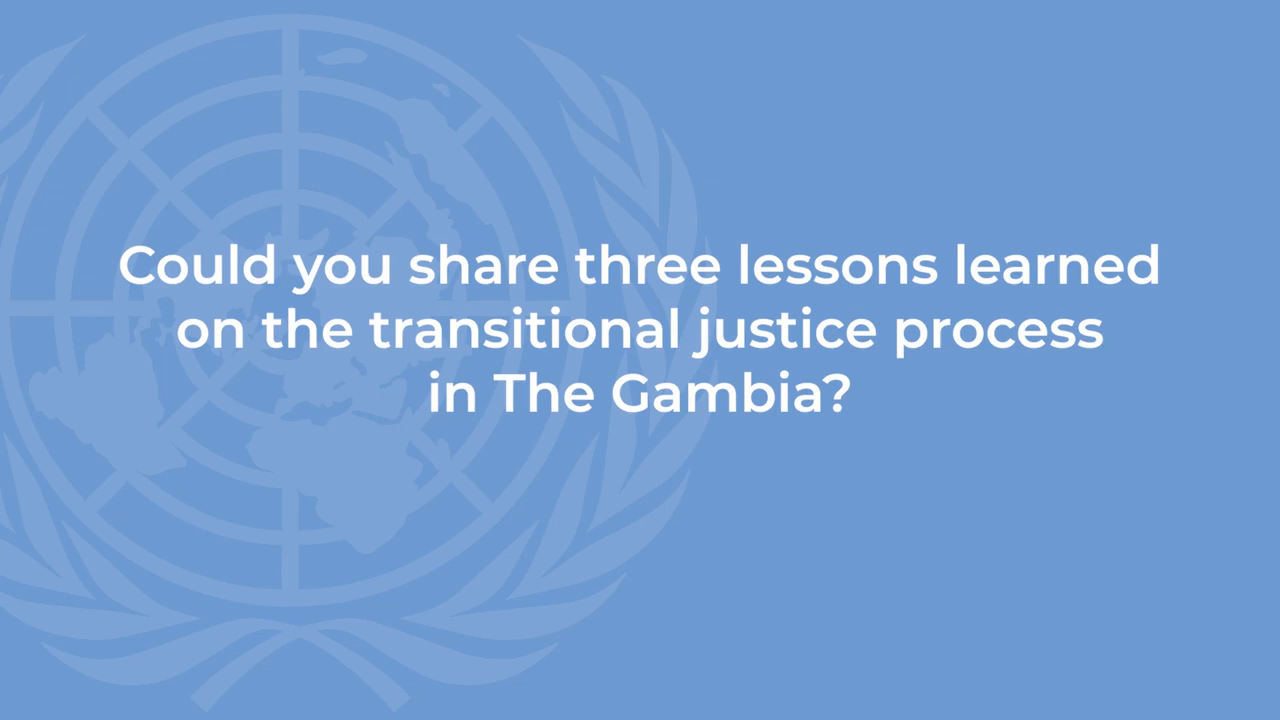 Could you share three lessons learned
on the transitional justice process
in The Gambia?